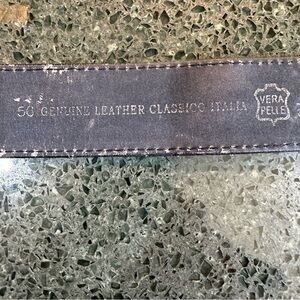 50 GENUINE LEATHER CLASSICO ITALIA
VERA
PELLE